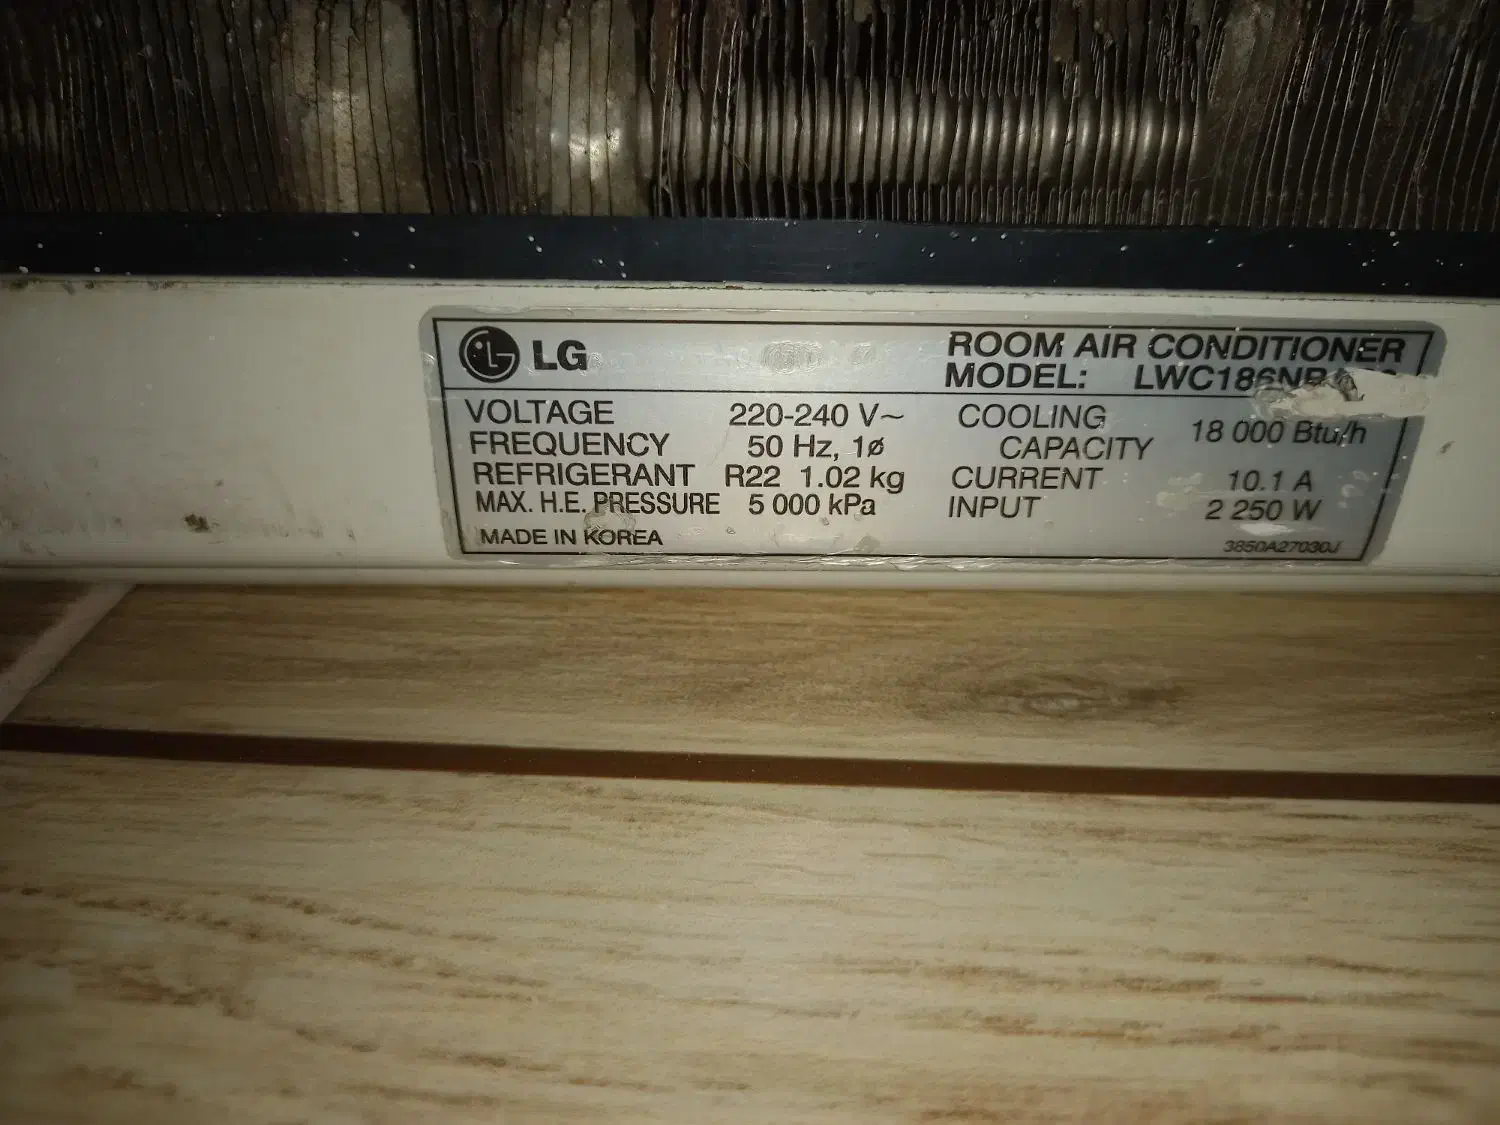 LG
ROOM AIR CONDITIONER
MODEL:
VOLTAGE 220-240 V~
FREQUENCY 50 Hz, 1ø
REFRIGERANT R22 1.02 kg
MAX. H.E. PRESSURE 5 000 kPa
MADE IN KOREA
COOLING
CAPACITY 18 000 Btu/h
CURRENT 10.1 A
INPUT 2 250 W
3850A27030J